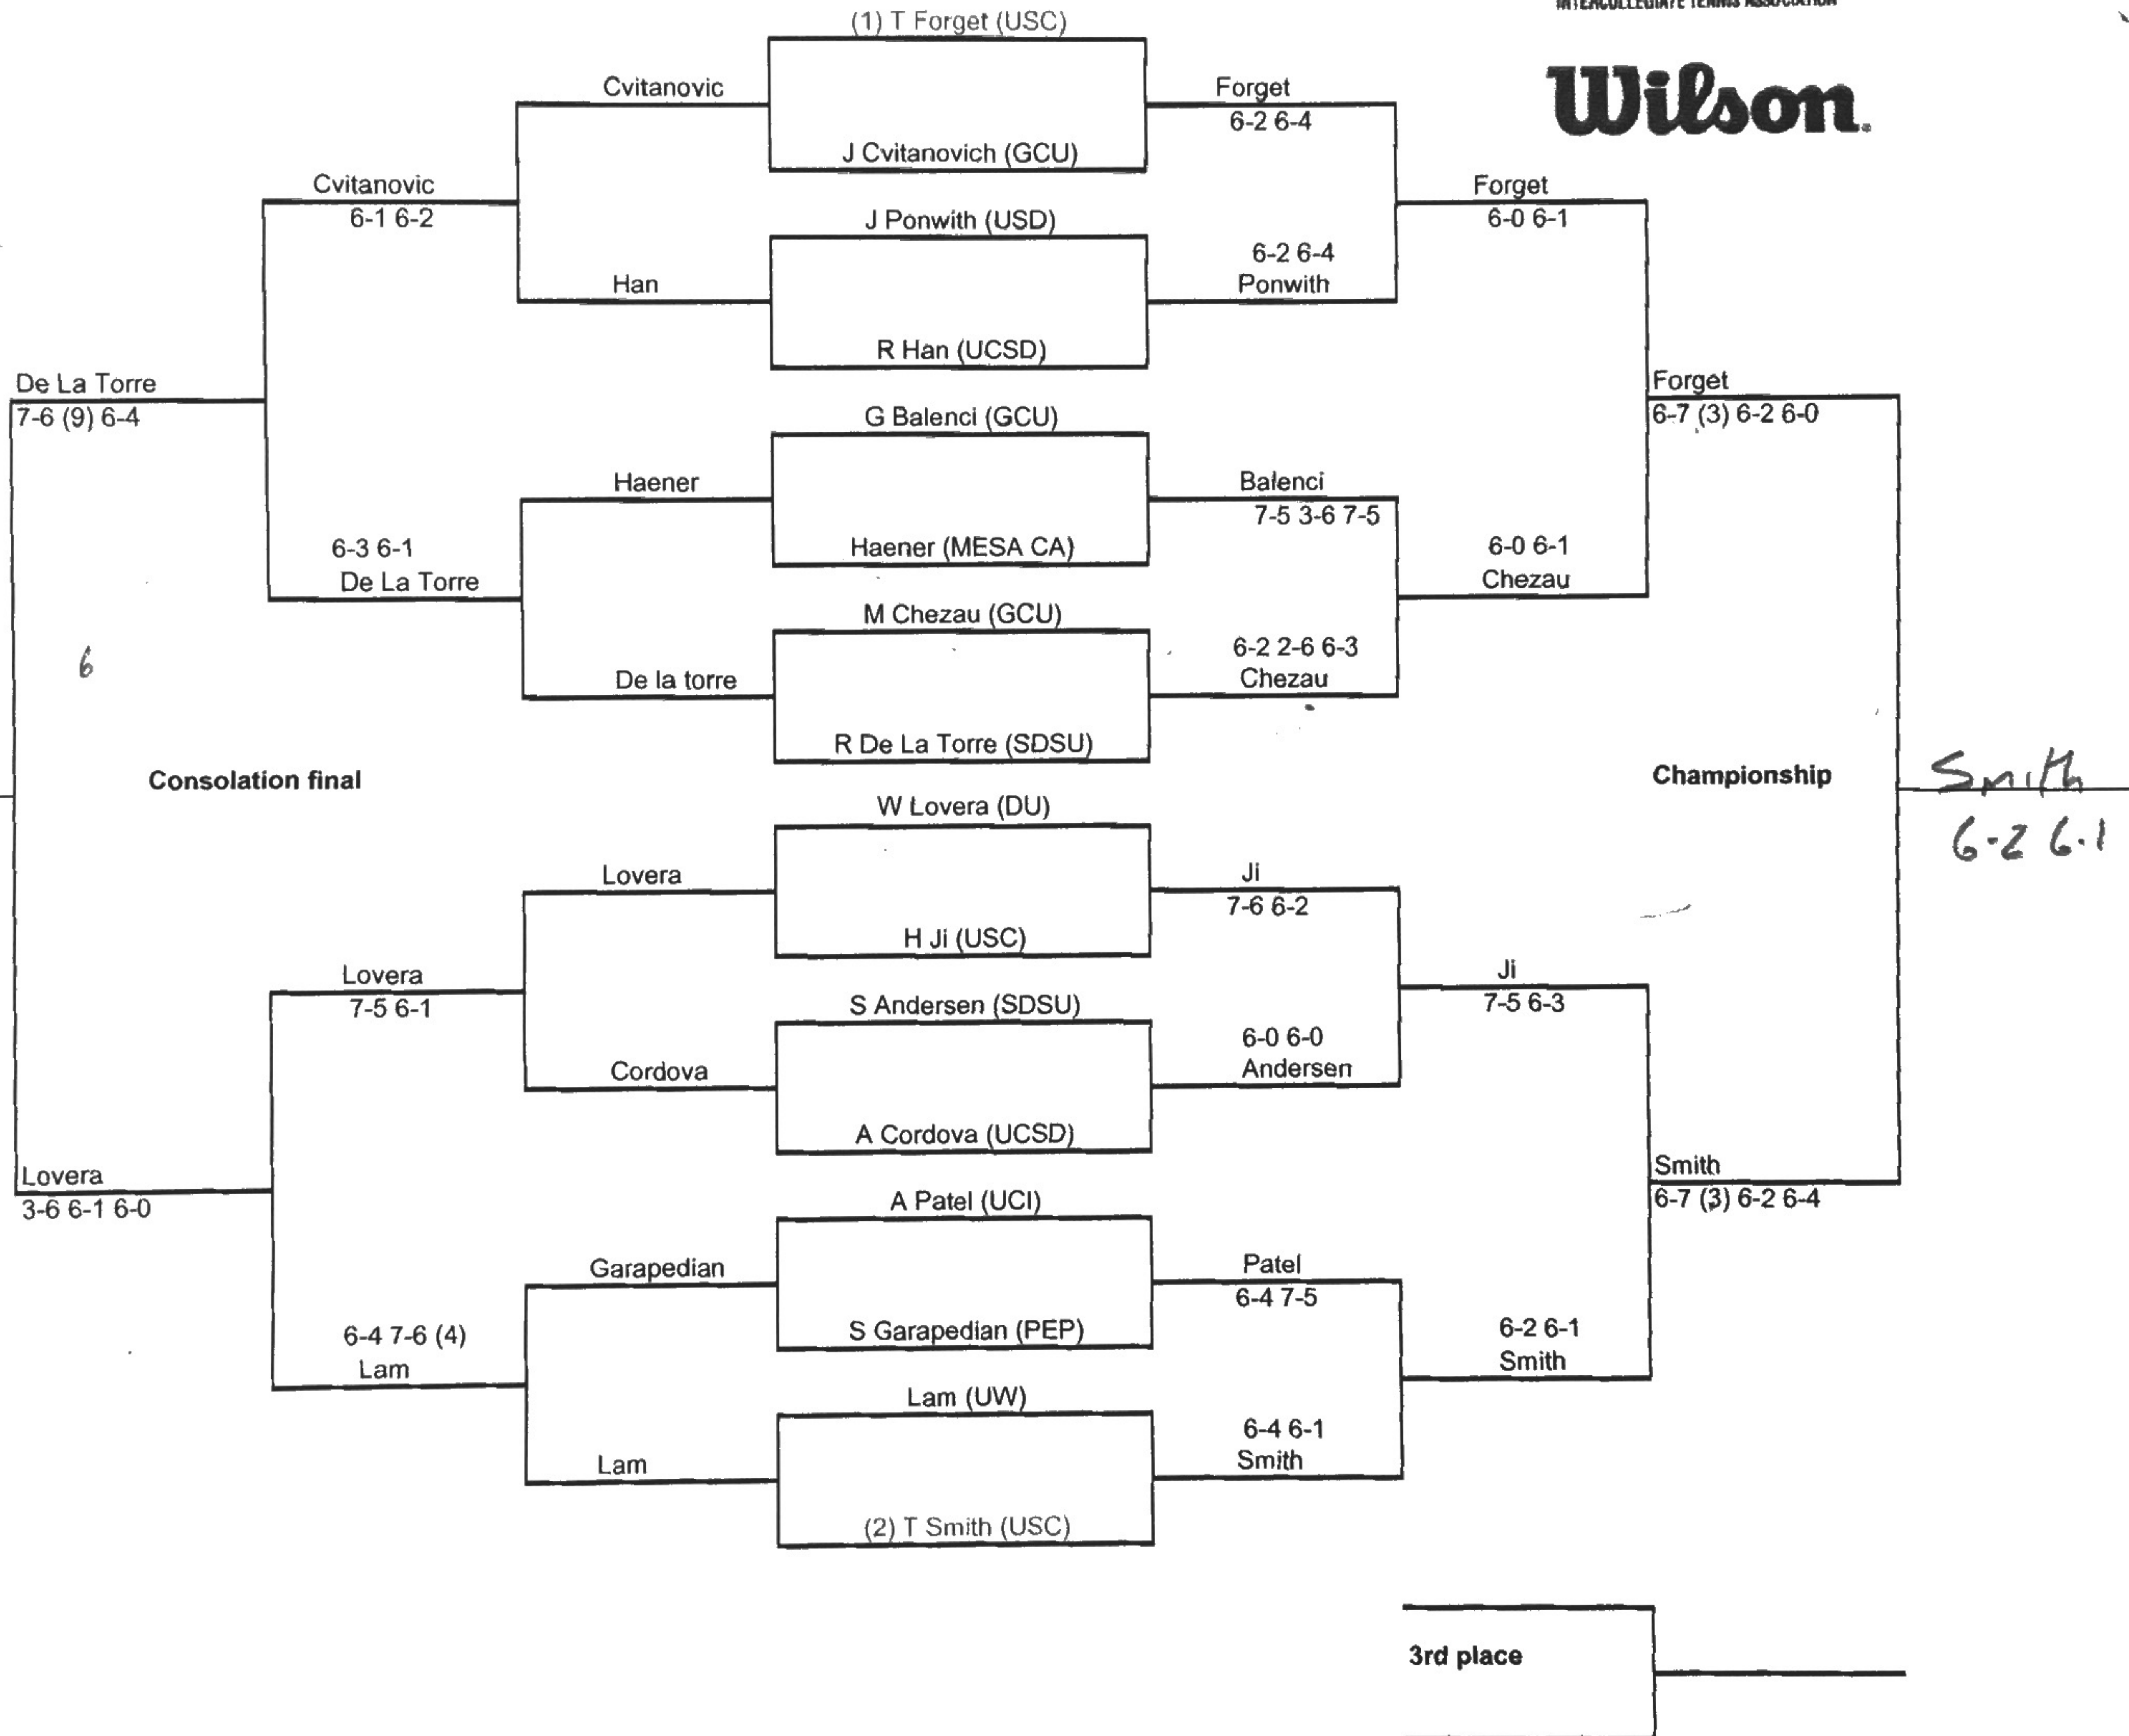 INTERCOLLEGIATE TENNIS ASSOCIATION
Wilson.
(1) T Forget (USC)
Cvitanovic
Forget
6-2 6-4
J Cvitanovich (GCU)
Cvitanovic
6-1 6-2
Forget
6-0 6-1
J Ponwith (USD)
6-2 6-4
Ponwith
Han
R Han (UCSD)
De La Torre
7-6 (9) 6-4
Forget
6-7 (3) 6-2 6-0
G Balenci (GCU)
Haener
Balenci
7-5 3-6 7-5
Haener (MESA CA)
6-3 6-1
De La Torre
6-0 6-1
Chezau
M Chezau (GCU)
6-2 2-6 6-3
Chezau
6
De la torre
R De La Torre (SDSU)
Consolation final
Championship
Smith
6-2 6-1
W Lovera (DU)
Lovera
Ji
7-6 6-2
H Ji (USC)
Lovera
7-5 6-1
Ji
7-5 6-3
S Andersen (SDSU)
6-0 6-0
Andersen
Cordova
A Cordova (UCSD)
Lovera
3-6 6-1 6-0
Smith
6-7 (3) 6-2 6-4
A Patel (UCI)
Garapedian
Patel
6-4 7-5
S Garapedian (PEP)
6-4 7-6 (4)
Lam
6-2 6-1
Smith
Lam (UW)
6-4 6-1
Smith
Lam
(2) T Smith (USC)
3rd place